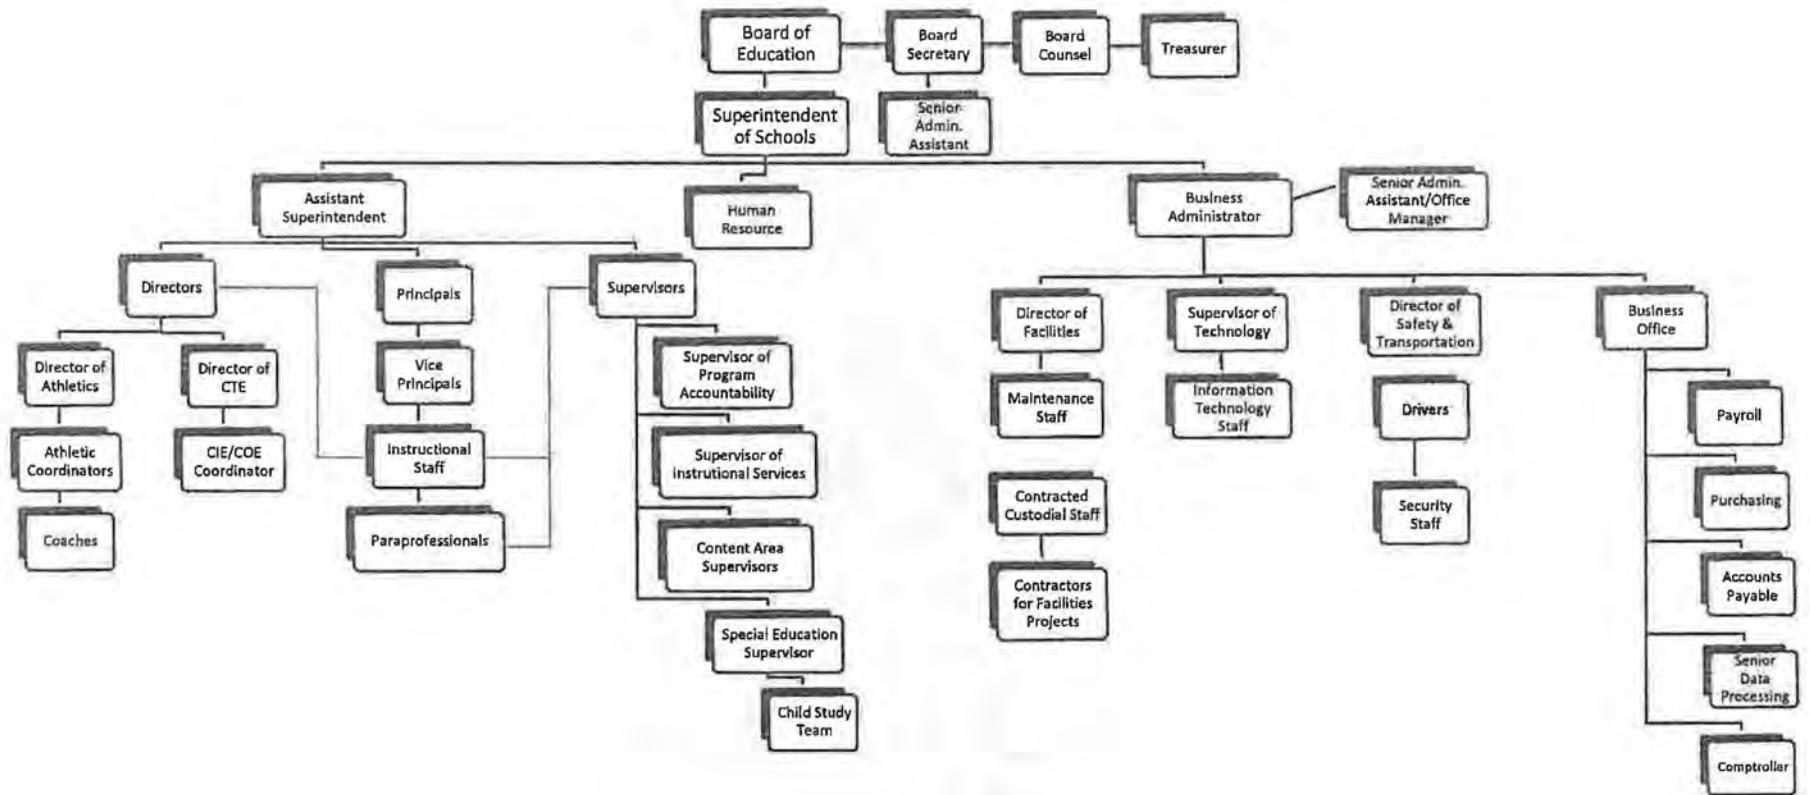 Board of
Education
Board
Secretary
Board
Counsel
Treasurer
Superintendent
of Schools
Senior
Admin.
Assistant
Assistant
Superintendent
Human
Resource
Business
Administrator
Senior Admin.
Assistant/Office
Manager
Directors
Principals
Supervisors
Director of
Facilities
Supervisor of
Technology
Director of
Safety &
Transportation
Business
Office
Director of
Athletics
Director of
CTE
Vice
Principals
Supervisor of
Program
Accountability
Maintenance
Staff
Information
Technology
Staff
Drivers
Payroll
Athletic
Coordinators
CIE/COE
Coordinator
Instructional
Staff
Supervisor of
Instrutional Services
Contracted
Custodial Staff
Security
Staff
Purchasing
Coaches
Paraprofessionals
Content Area
Supervisors
Contractors
for Facilities
Projects
Accounts
Payable
Special Education
Supervisor
Senior
Data
Processing
Child Study
Team
Comptroller